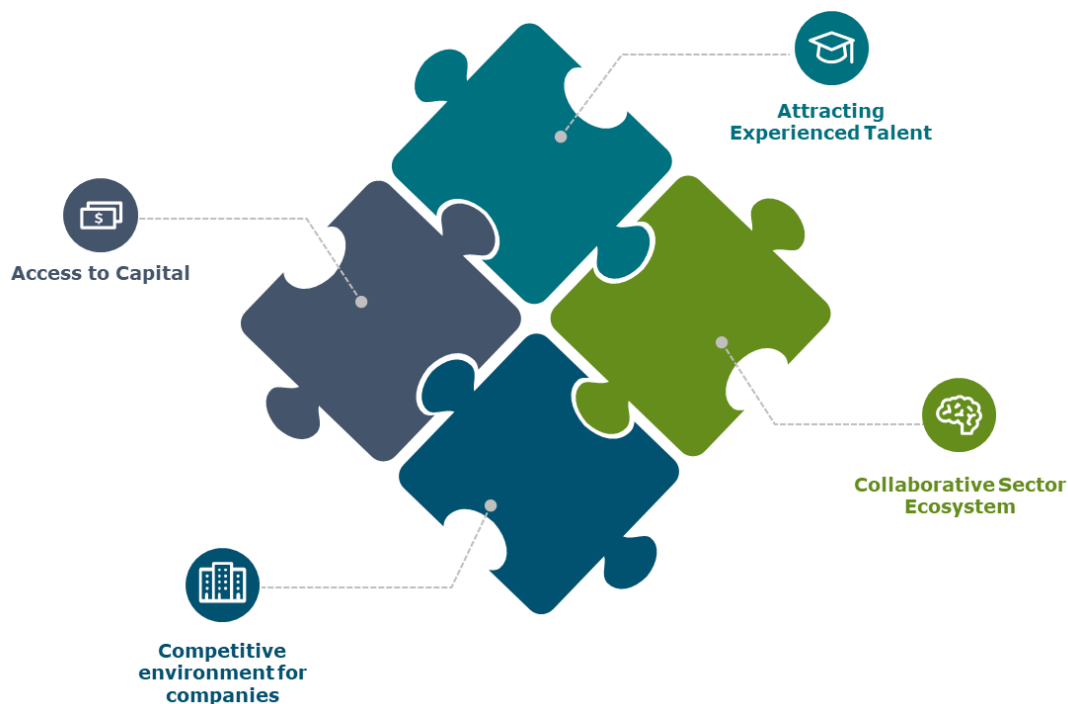 Attracting
Experienced Talent
$
Access to Capital
Collaborative Sector
Ecosystem
Competitive
environment for
companies